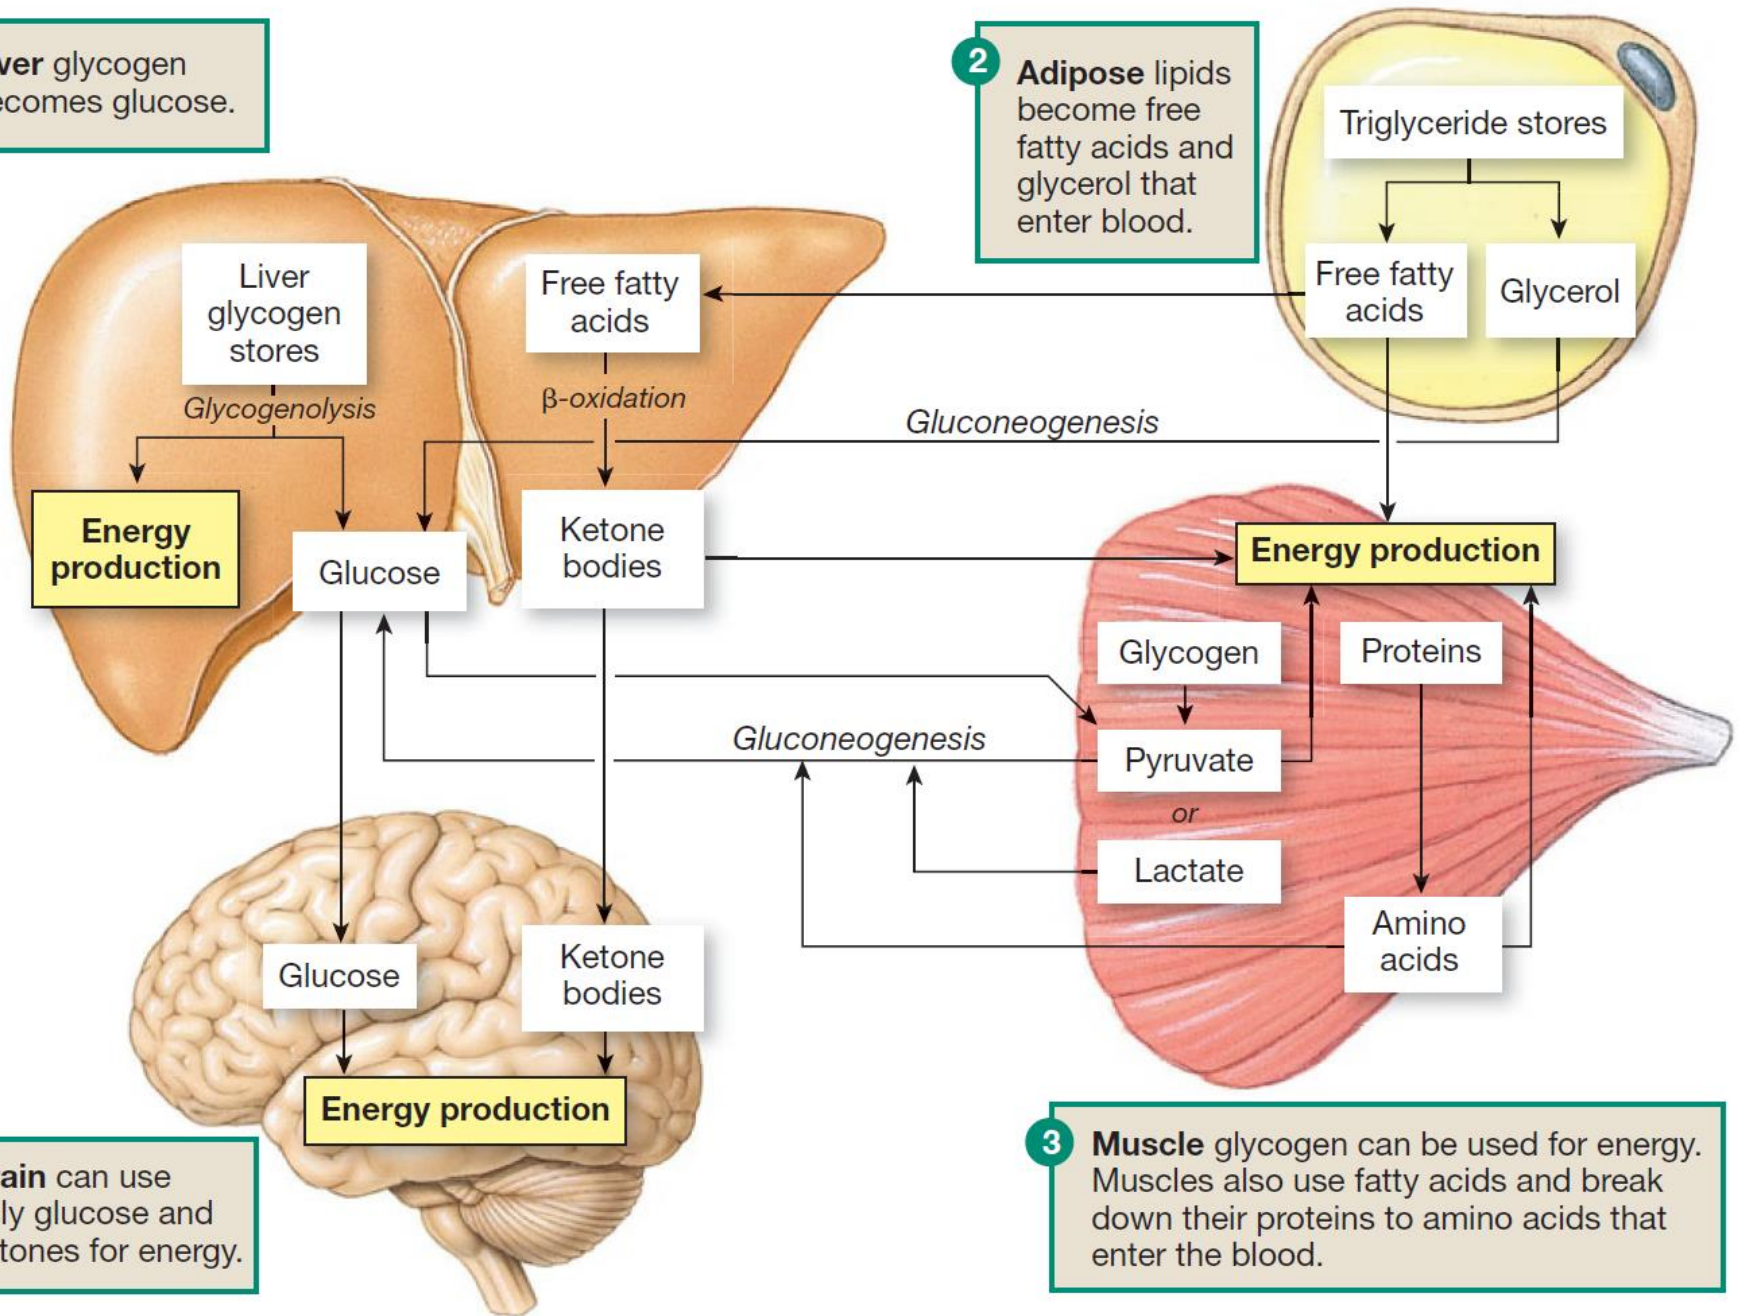 ver glycogen
ecomes glucose.
2
Adipose lipids
become free
fatty acids and
glycerol that
enter blood.
Triglyceride stores
Free fatty
acids
Glycerol
Liver
glycogen
stores
Glycogenolysis
Free fatty
acids
β-oxidation
Gluconeogenesis
Energy
production
Glucose
Ketone
bodies
Energy production
Glycogen
Proteins
Gluconeogenesis
Pyruvate
or
Lactate
Amino
acids
Glucose
Ketone
bodies
Energy production
ain can use
ly glucose and
tones for energy.
3
Muscle glycogen can be used for energy.
Muscles also use fatty acids and break
down their proteins to amino acids that
enter the blood.